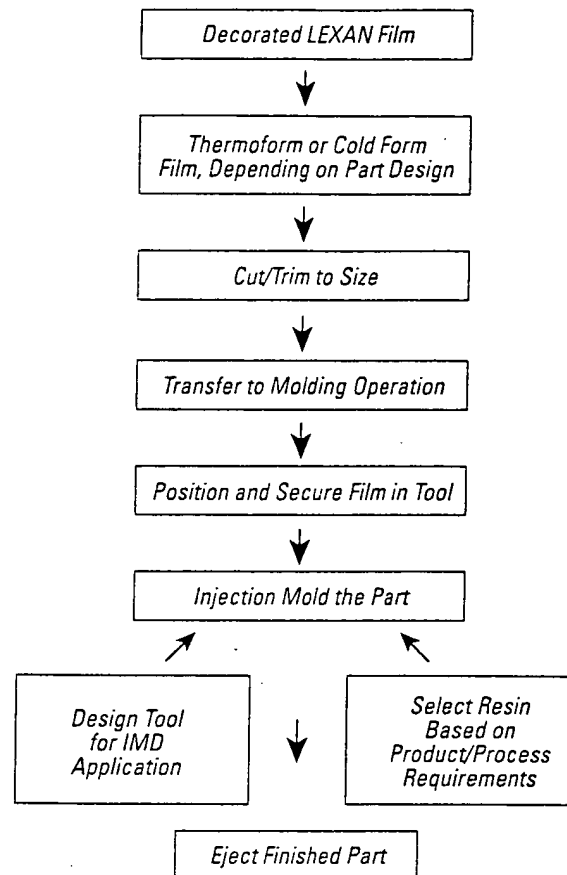 Decorated LEXAN Film
Thermoform or Cold Form
Film, Depending on Part Design
Cut/Trim to Size
Transfer to Molding Operation
Position and Secure Film in Tool
Injection Mold the Part
Design Tool
for IMD
Application
Select Resin
Based on
Product/Process
Requirements
Eject Finished Part